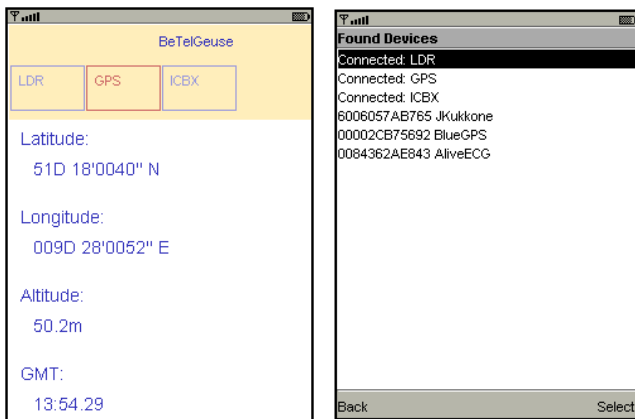 BeTelGeuse
LDR GPS ICBX
Latitude:
51D 18'0040" N
Longitude:
009D 28'0052" E
Altitude:
50.2m
GMT:
13:54.29
Found Devices
Connected: LDR
Connected: GPS
Connected: ICBX
6006057AB765 JKukkone
00002CB75692 BlueGPS
0084362AE843 AliveECG
Back Select